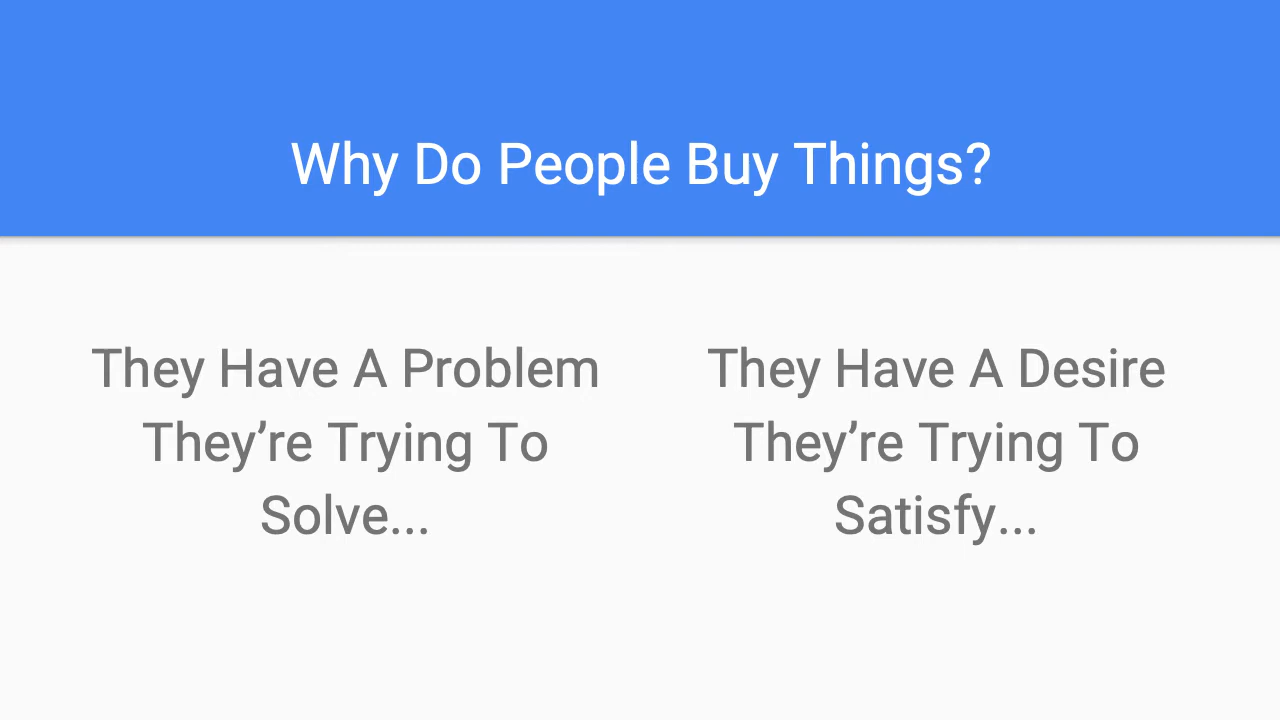 Why Do People Buy Things?
They Have A Problem
They’re Trying To
Solve...
They Have A Desire
They’re Trying To
Satisfy...